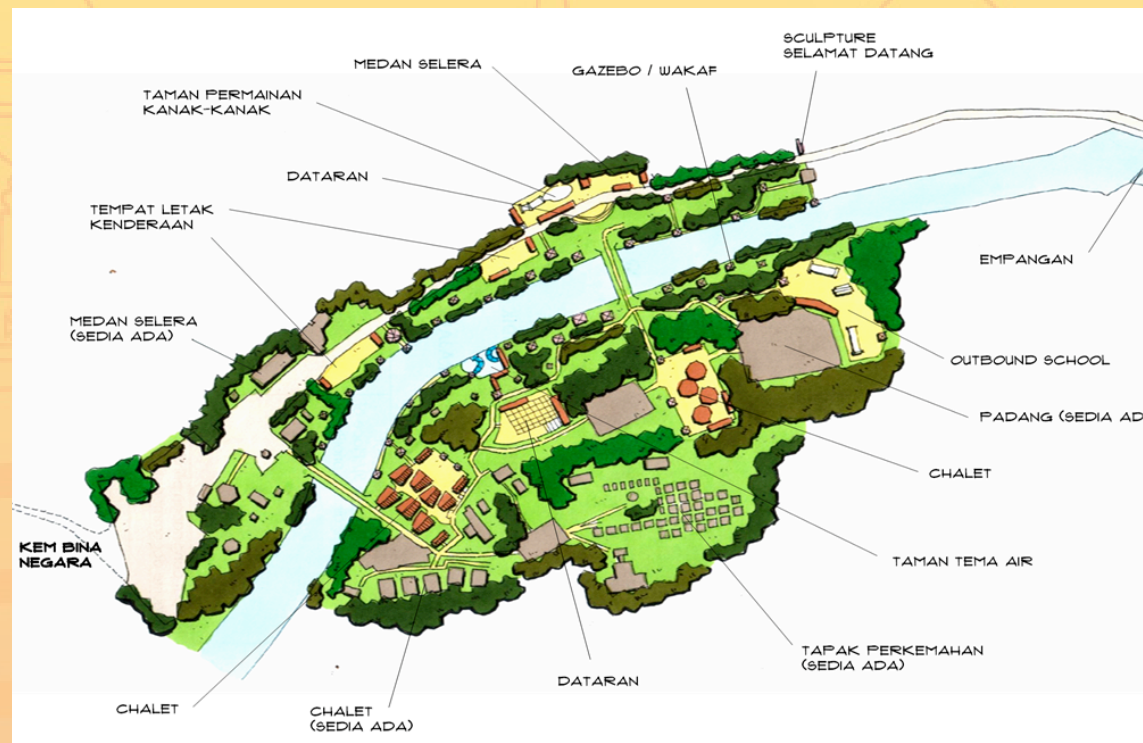 SCULPTURE
SELAMAT DATANG
MEDAN SELERA
GAZEBO / WAKAF
TAMAN PERMAINAN
KANAK-KANAK
DATARAN
TEMPAT LETAK
KENDERAAN
EMPANGAN
MEDAN SELERA
(SEDIA ADA)
OUTBOUND SCHOOL
PADANG (SEDIA AD
CHALET
KEM BINA
NEGARA
TAMAN TEMA AIR
TAPAK PERKEMAHAN
(SEDIA ADA)
DATARAN
CHALET
CHALET
(SEDIA ADA)